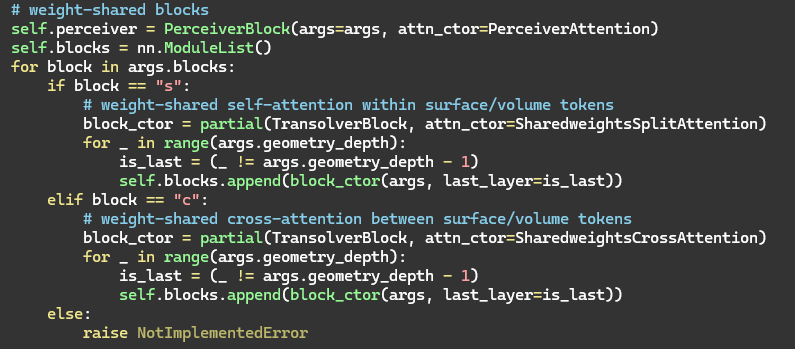 # weight-shared blocks
self.perceiver = PerceiverBlock(args=args, attn_ctor=PerceiverAttention)
self.blocks = nn.ModuleList()
for block in args.blocks:
    if block == "s":
        # weight-shared self-attention within surface/volume tokens
        block_ctor = partial(TransolverBlock, attn_ctor=SharedweightsSplitAttention)
        for _ in range(args.geometry_depth):
            is_last = (_ != args.geometry_depth - 1)
            self.blocks.append(block_ctor(args, last_layer=is_last))
    elif block == "c":
        # weight-shared cross-attention between surface/volume tokens
        block_ctor = partial(TransolverBlock, attn_ctor=SharedweightsCrossAttention)
        for _ in range(args.geometry_depth):
            is_last = (_ != args.geometry_depth - 1)
            self.blocks.append(block_ctor(args, last_layer=is_last))
    else:
        raise NotImplementedError